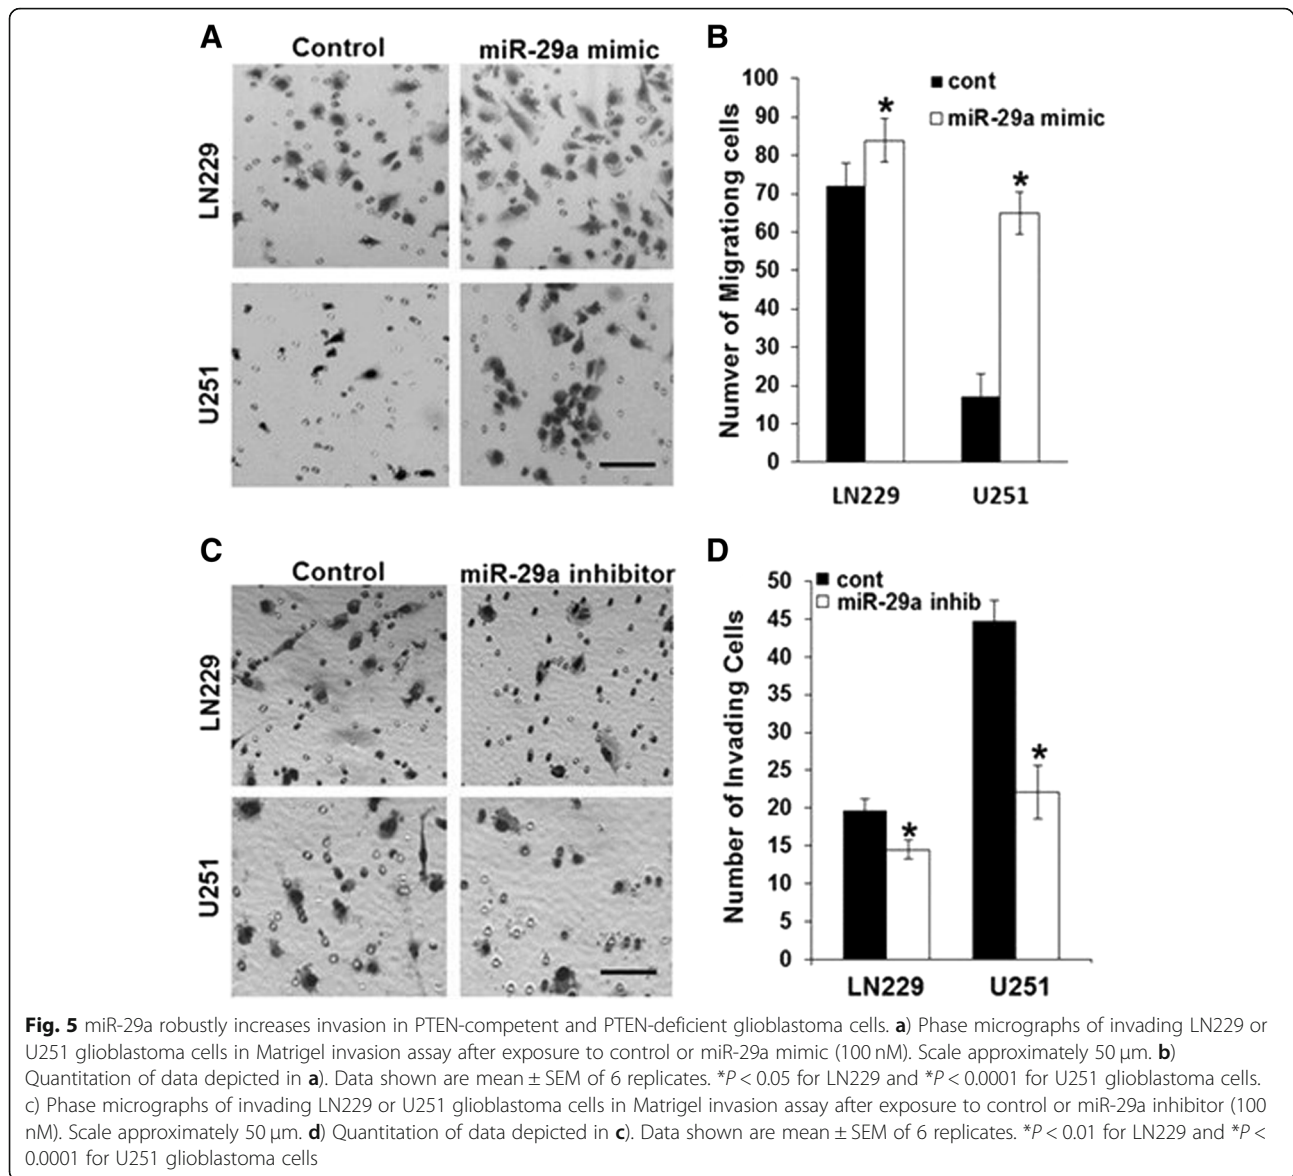 A
Control
miR-29a mimic
LN229
U251
B
cont
miR-29a mimic
Numver of Migrationg cells
100
90
80
70
60
50
40
30
20
10
0
*
*
LN229
U251
C
Control
miR-29a inhibitor
LN229
U251
D
cont
miR-29a inhib
Number of Invading Cells
50
45
40
35
30
25
20
15
10
5
0
*
*
LN229
U251
Fig. 5 miR-29a robustly increases invasion in PTEN-competent and PTEN-deficient glioblastoma cells. a) Phase micrographs of invading LN229 or
U251 glioblastoma cells in Matrigel invasion assay after exposure to control or miR-29a mimic (100 nM). Scale approximately 50 μm. b)
Quantitation of data depicted in a). Data shown are mean ± SEM of 6 replicates. *P < 0.05 for LN229 and *P < 0.0001 for U251 glioblastoma cells.
c) Phase micrographs of invading LN229 or U251 glioblastoma cells in Matrigel invasion assay after exposure to control or miR-29a inhibitor (100
nM). Scale approximately 50 μm. d) Quantitation of data depicted in c). Data shown are mean ± SEM of 6 replicates. *P < 0.01 for LN229 and *P <
0.0001 for U251 glioblastoma cells